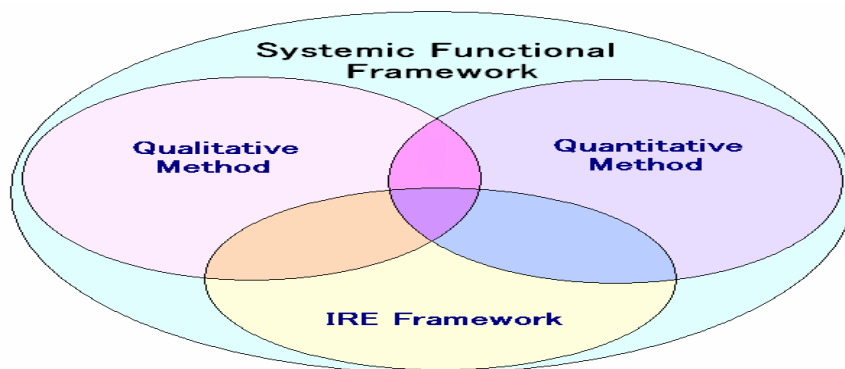 Systemic Functional
Framework
Qualitative
Method
Quantitative
Method
IRE Framework